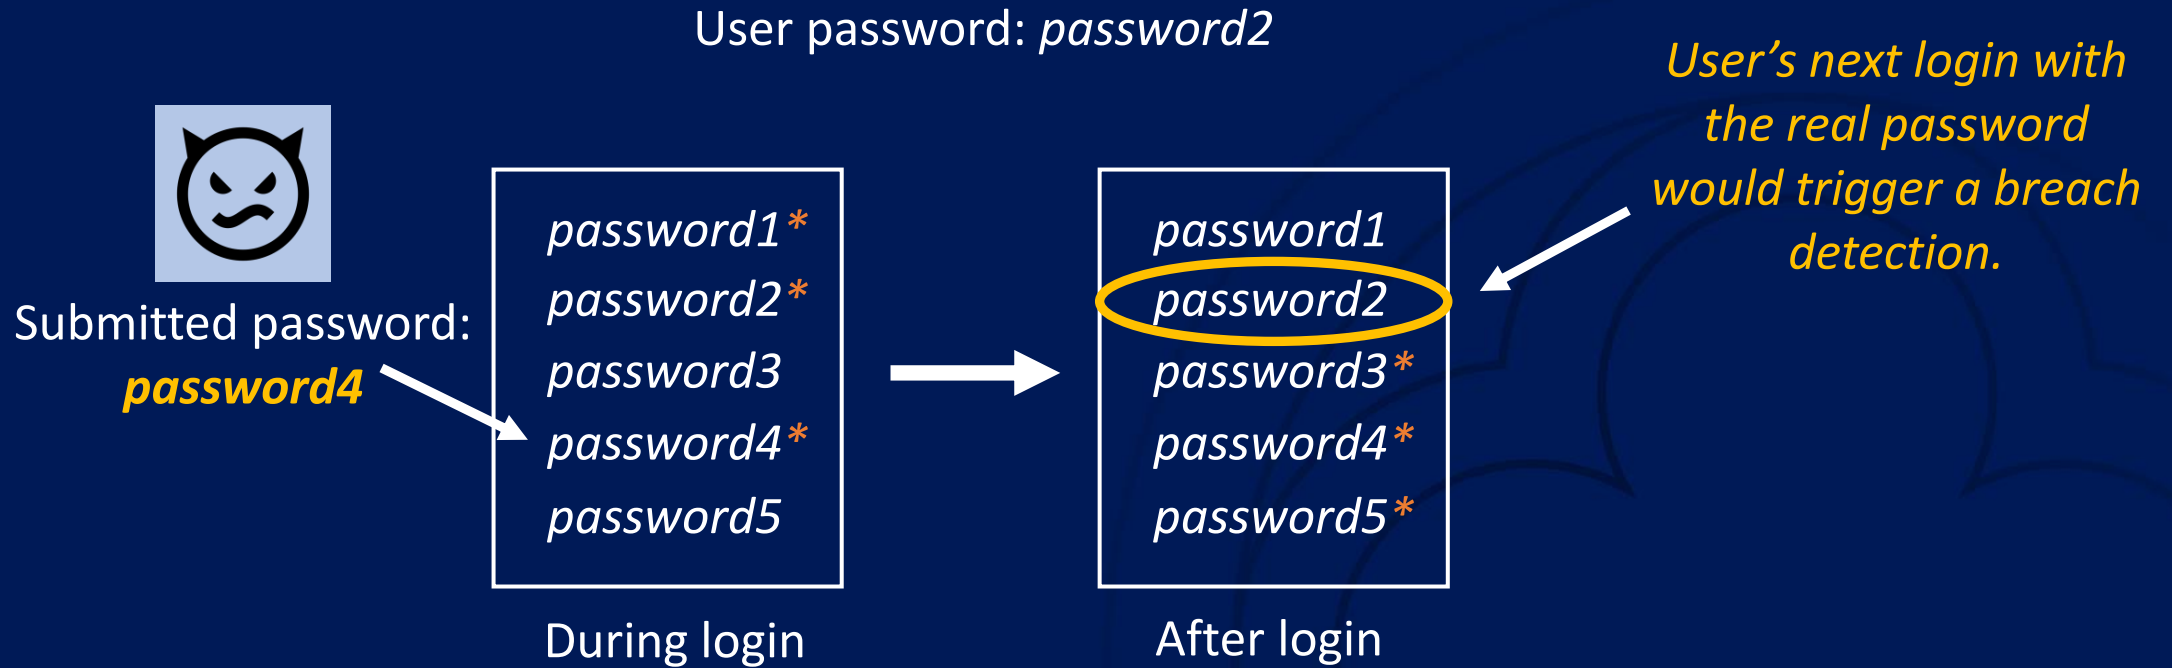 User password: password2
User's next login with
the real password
would trigger a breach
detection.
Submitted password:
password4
password1*
password2*
password3
password4*
password5
During login
password1
password2
password3*
password4*
password5*
After login